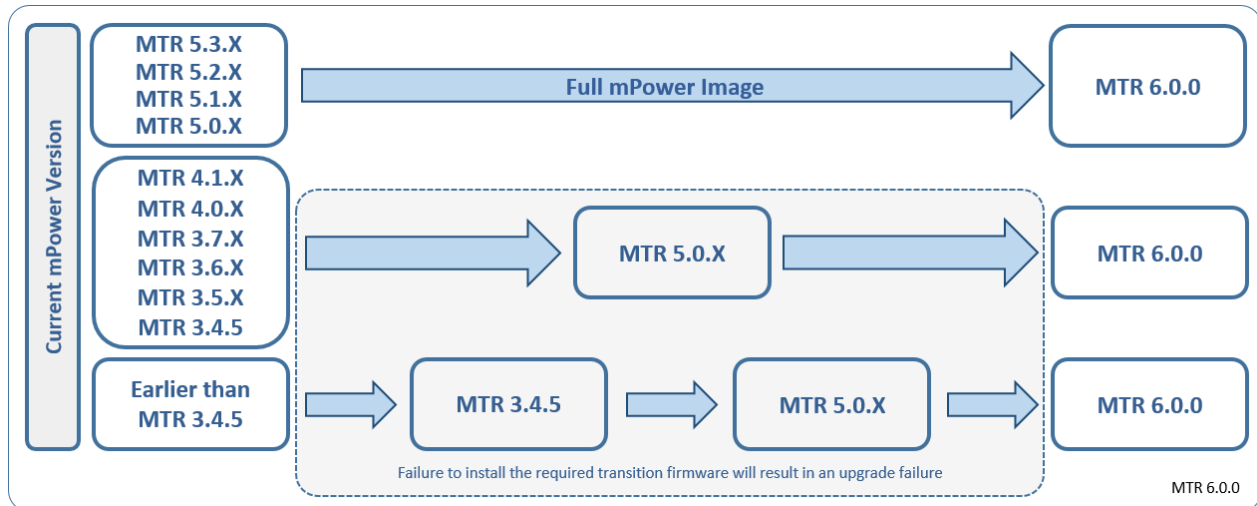 Current mPower Version
MTR 5.3.X
MTR 5.2.X
MTR 5.1.X
MTR 5.0.X
Full mPower Image
MTR 6.0.0
MTR 4.1.X
MTR 4.0.X
MTR 3.7.X
MTR 3.6.X
MTR 3.5.X
MTR 3.4.5
MTR 5.0.X
MTR 6.0.0
Earlier than
MTR 3.4.5
MTR 3.4.5
MTR 5.0.X
MTR 6.0.0
Failure to install the required transition firmware will result in an upgrade failure
MTR 6.0.0